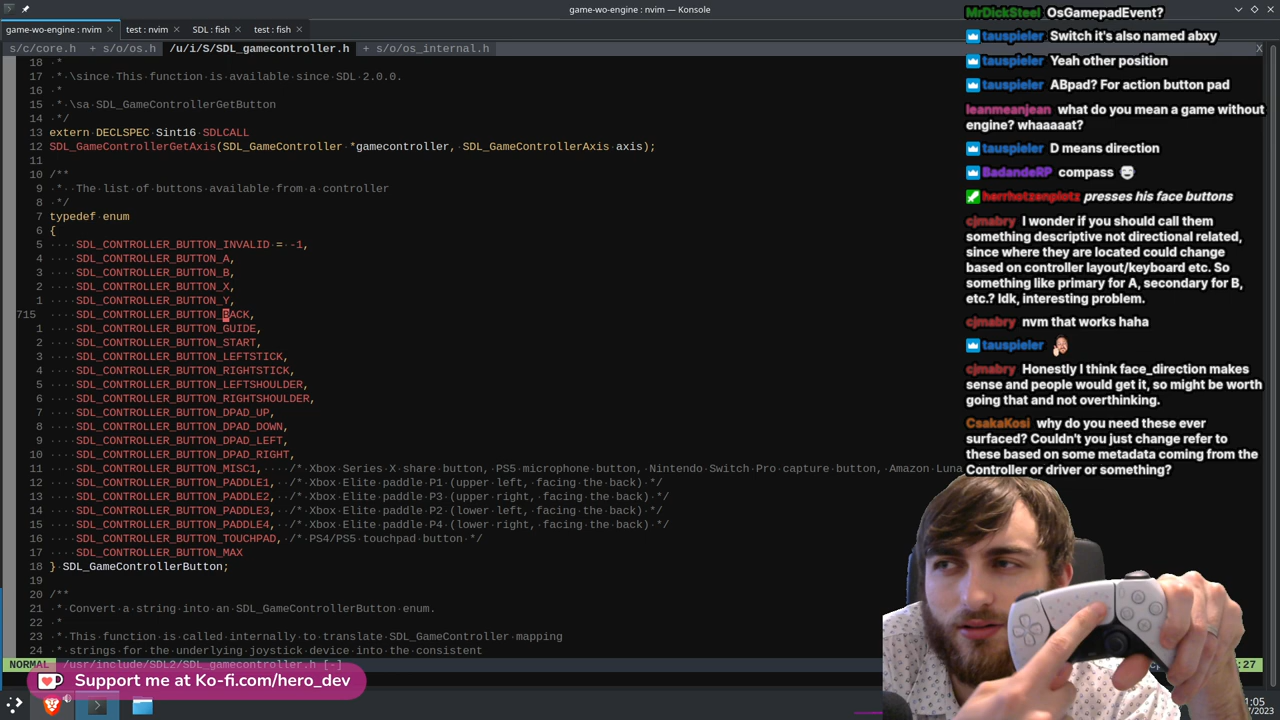 game-wo-engine : nvim — Konsole
game-wo-engine : nvim
test : nvim
SDL : fish
test : fish
s/c/core.h
+ s/o/os.h
/u/i/S/SDL_gamecontroller.h
+ s/o/os_internal.h
X
18 *
17 * \since This function is available since SDL 2.0.0.
16 *
15 * \sa SDL_GameControllerGetButton
14 */
13 extern DECLSPEC Sint16 SDLCALL
12 SDL_GameControllerGetAxis(SDL_GameController *gamecontroller, SDL_GameControllerAxis axis);
11
10 /**
9 * The list of buttons available from a controller
8 */
7 typedef enum
6 {
5 SDL_CONTROLLER_BUTTON_INVALID = -1,
4 SDL_CONTROLLER_BUTTON_A,
3 SDL_CONTROLLER_BUTTON_B,
2 SDL_CONTROLLER_BUTTON_X,
1 SDL_CONTROLLER_BUTTON_Y,
715 SDL_CONTROLLER_BUTTON_BACK,
1 SDL_CONTROLLER_BUTTON_GUIDE,
2 SDL_CONTROLLER_BUTTON_START,
3 SDL_CONTROLLER_BUTTON_LEFTSTICK,
4 SDL_CONTROLLER_BUTTON_RIGHTSTICK,
5 SDL_CONTROLLER_BUTTON_LEFTSHOULDER,
6 SDL_CONTROLLER_BUTTON_RIGHTSHOULDER,
7 SDL_CONTROLLER_BUTTON_DPAD_UP,
8 SDL_CONTROLLER_BUTTON_DPAD_DOWN,
9 SDL_CONTROLLER_BUTTON_DPAD_LEFT,
10 SDL_CONTROLLER_BUTTON_DPAD_RIGHT,
11 SDL_CONTROLLER_BUTTON_MISC1, /* Xbox Series X share button, PS5 microphone button, Nintendo Switch Pro capture button, Amazon Luna
12 SDL_CONTROLLER_BUTTON_PADDLE1, /* Xbox Elite paddle P1 (upper left, facing the back) */
13 SDL_CONTROLLER_BUTTON_PADDLE2, /* Xbox Elite paddle P3 (upper right, facing the back) */
14 SDL_CONTROLLER_BUTTON_PADDLE3, /* Xbox Elite paddle P2 (lower left, facing the back) */
15 SDL_CONTROLLER_BUTTON_PADDLE4, /* Xbox Elite paddle P4 (lower right, facing the back) */
16 SDL_CONTROLLER_BUTTON_TOUCHPAD, /* PS4/PS5 touchpad button */
17 SDL_CONTROLLER_BUTTON_MAX
18 } SDL_GameControllerButton;
19
20 /**
21 * Convert a string into an SDL_GameControllerButton enum.
22 *
23 * This function is called internally to translate SDL_GameController mapping
24 * strings for the underlying joystick device into the consistent
NORMAL /usr/include/SDL2/SDL_gamecontroller.h [-]
:27
Support me at Ko-fi.com/hero_dev
1:05
/2023
MrDickSteel OsGamepadEvent?
tauspieler Switch it's also named abxy
tauspieler Yeah other position
tauspieler ABpad? For action button pad
leanmeanjean what do you mean a game without
engine? whaaaaat?
tauspieler D means direction
BadandeRP compass
herrhotzenplotz presses his face buttons
cjmabry I wonder if you should call them
something descriptive not directional related,
since where they are located could change
based on controller layout/keyboard etc. So
something like primary for A, secondary for B,
etc.? Idk, interesting problem.
cjmabry nvm that works haha
tauspieler
cjmabry Honestly I think face_direction makes
sense and people would get it, so might be worth
going that and not overthinking.
CsakaKosi why do you need these ever
surfaced? Couldn't you just change refer to
these based on some metadata coming from the
Controller or driver or something?